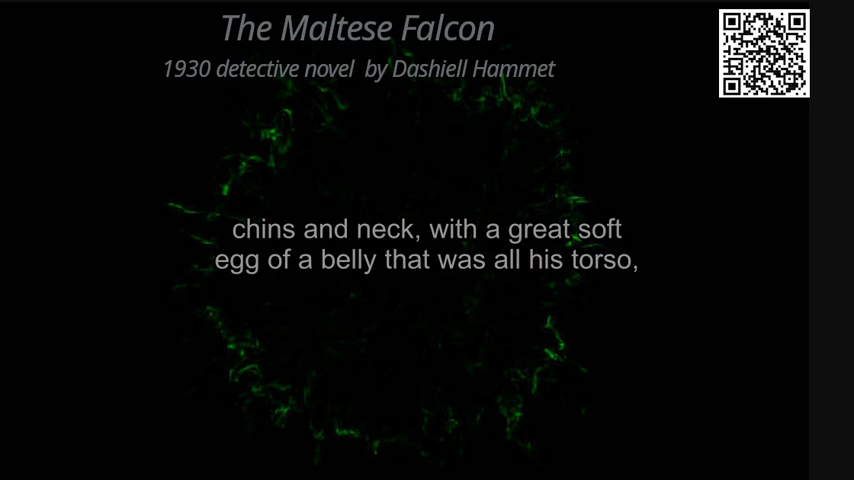 The Maltese Falcon
1930 detective novel by Dashiell Hammet
chins and neck, with a great soft
egg of a belly that was all his torso,